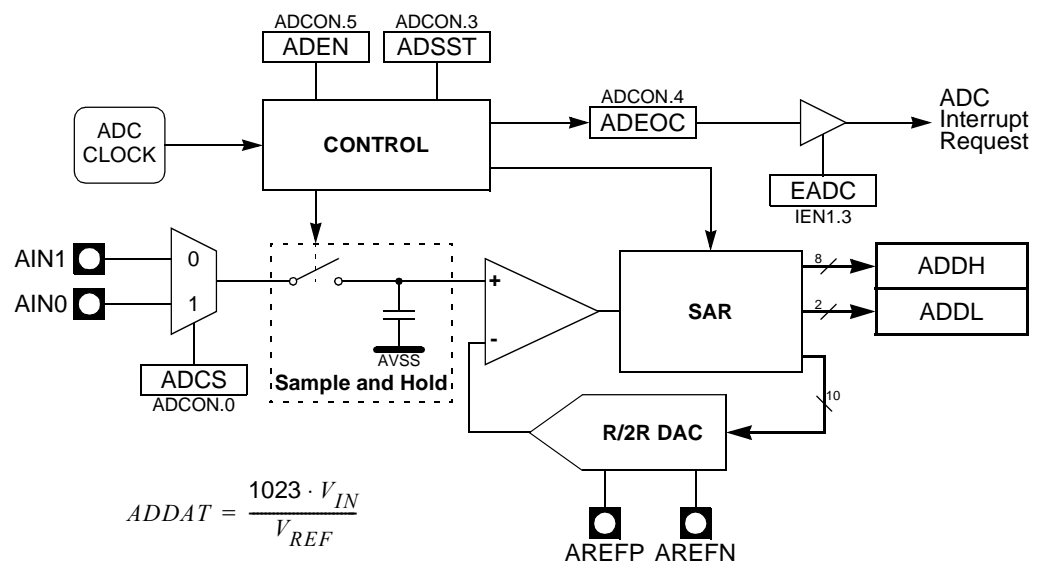 ADCON.5
ADEN
ADCON.3
ADSST
ADC
CLOCK
CONTROL
ADCON.4
ADEOC
ADC
Interrupt
Request
EADC
IEN1.3
AIN1
AIN0
0
1
ADCS
ADCON.0
AVSS
Sample and Hold
+
-
SAR
8
ADDH
2
ADDL
10
R/2R DAC
AREFP
AREFN
ADDAT = 1023 · V_IN / V_REF